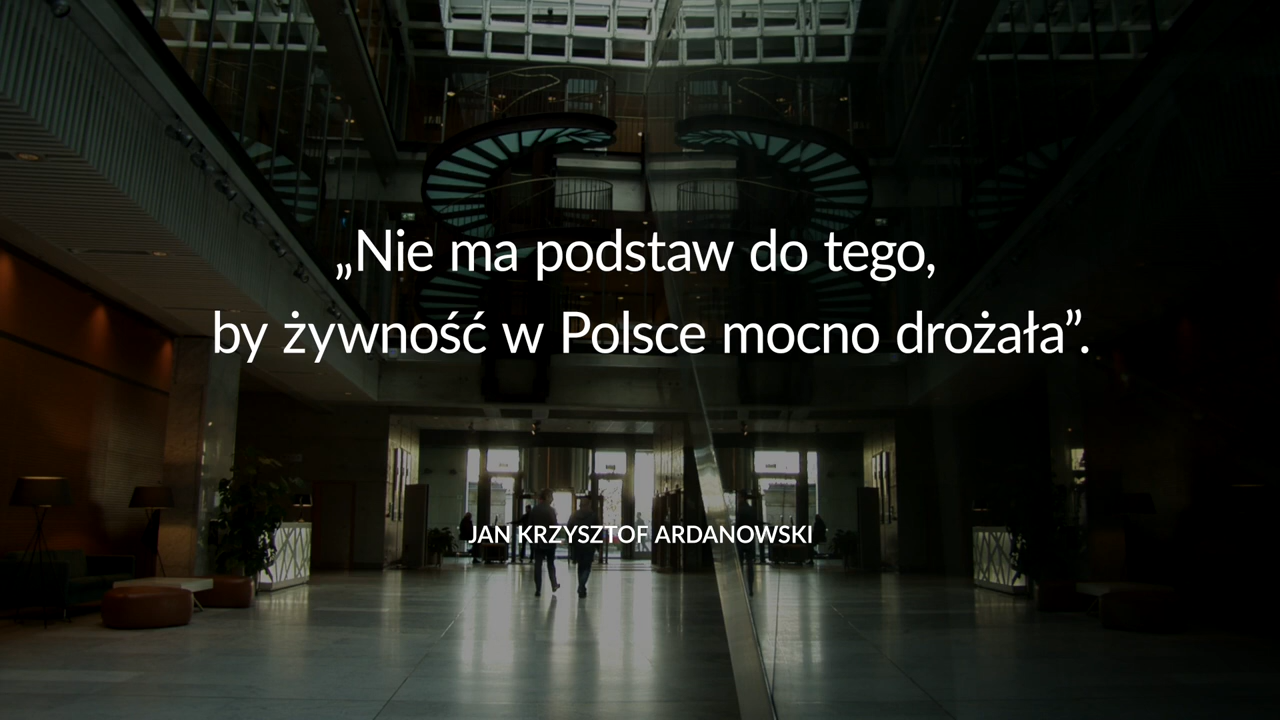 „Nie ma podstaw do tego,
by żywność w Polsce mocno drożała”.
JAN KRZYSZTOF ARDANOWSKI